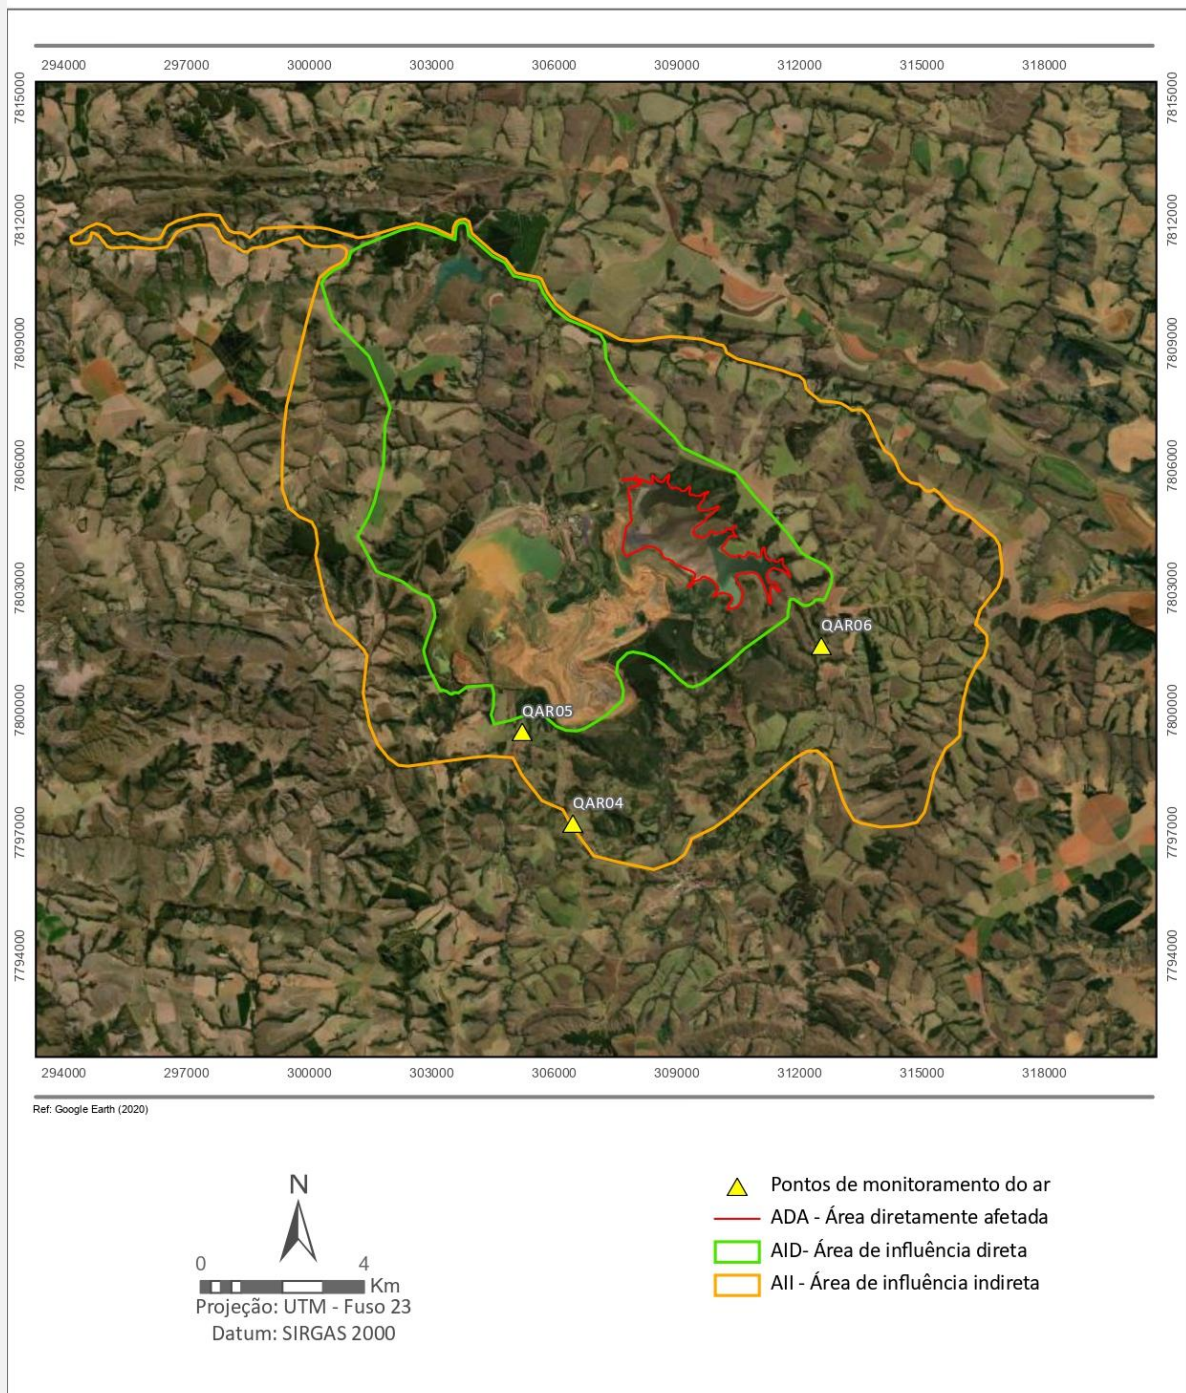 294000 297000 300000 303000 306000 309000 312000 315000 318000
7815000 7815000
7812000 7812000
7809000 7809000
7806000 7806000
7803000 7803000
QAR06
7800000 7800000
QAR05
QAR04
7797000 7797000
7794000 7794000
294000 297000 300000 303000 306000 309000 312000 315000 318000
Ref: Google Earth (2020)
N
0 4
Km
Projeção: UTM - Fuso 23
Datum: SIRGAS 2000
Pontos de monitoramento do ar
ADA - Área diretamente afetada
AID- Área de influência direta
AII - Área de influência indireta